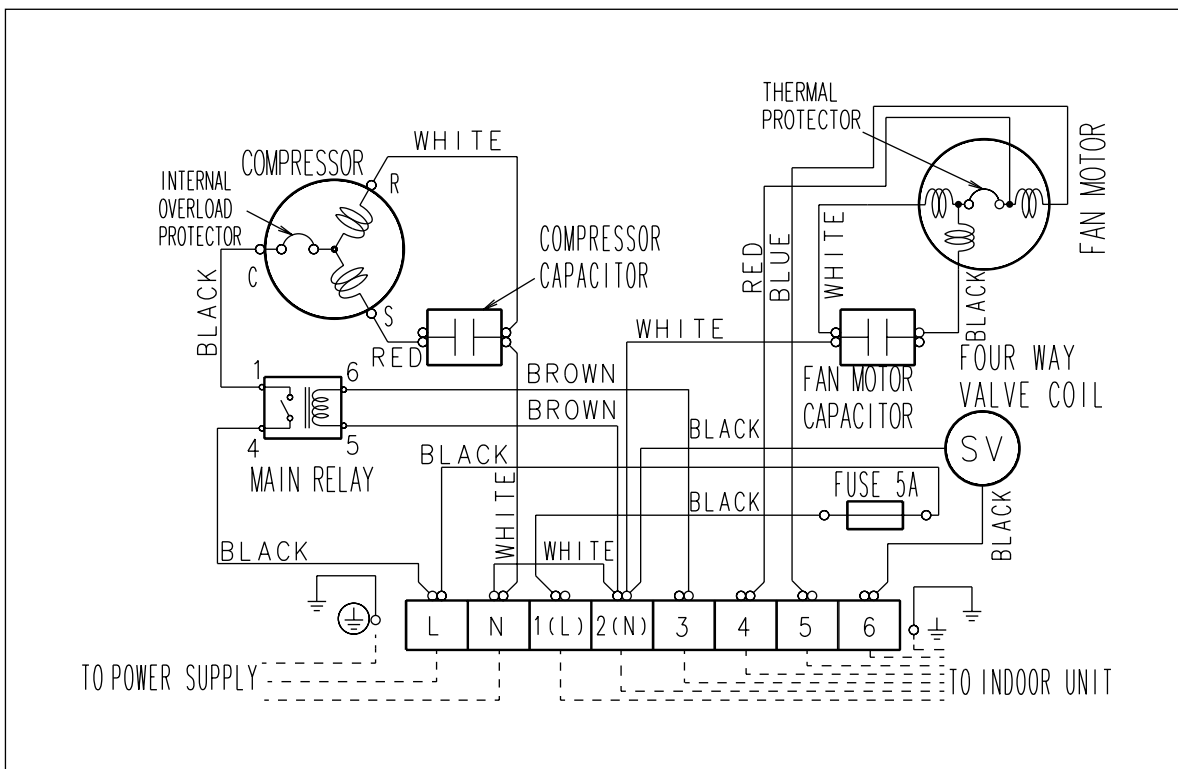 THERMAL
PROTECTOR
FAN MOTOR
WHITE
COMPRESSOR
R
INTERNAL
OVERLOAD
PROTECTOR
C
S
BLACK
COMPRESSOR
CAPACITOR
RED
BLUE
WHITE
BLACK
RED
WHITE
FAN MOTOR
CAPACITOR
FOUR WAY
VALVE COIL
SV
1
6
4
5
MAIN RELAY
BROWN
BROWN
BLACK
BLACK
FUSE 5A
BLACK
BLACK
WHITE
BLACK
WHITE
L
N
1(L)
2(N)
3
4
5
6
TO POWER SUPPLY
TO INDOOR UNIT